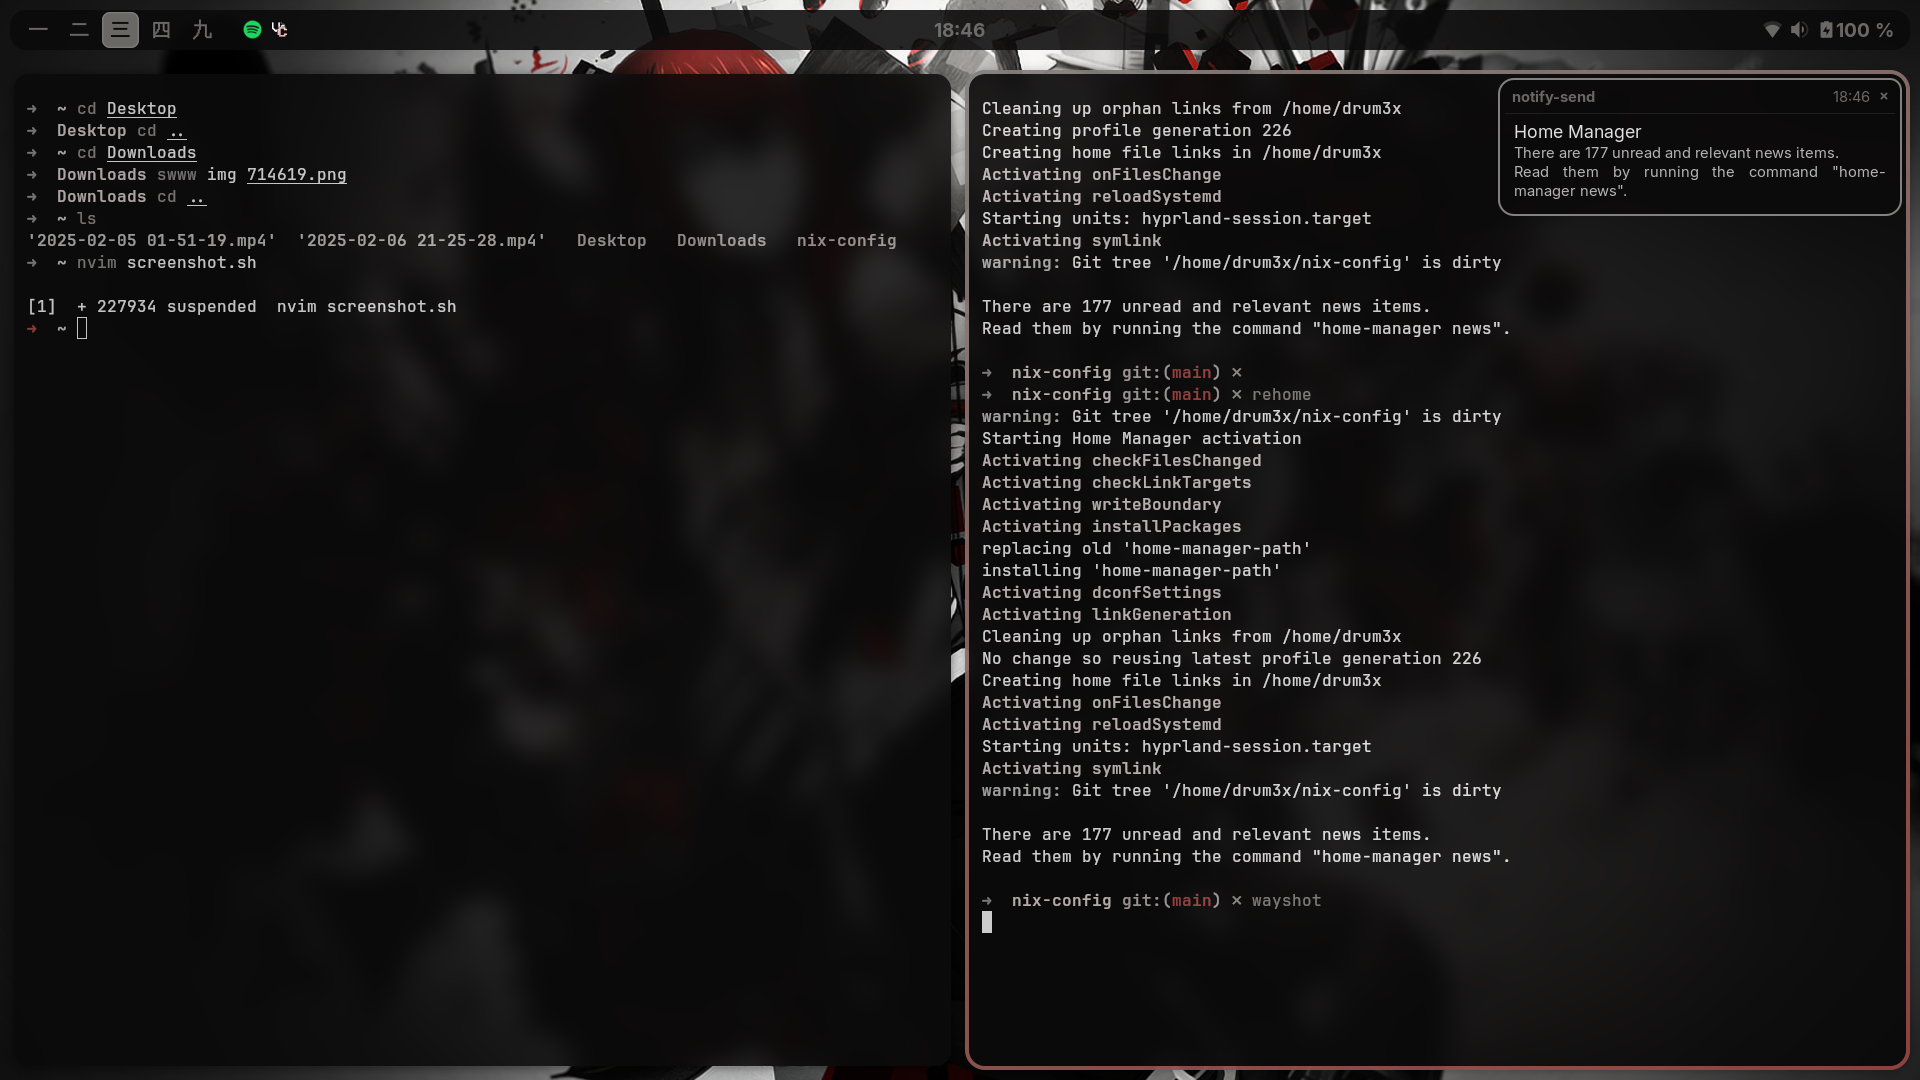 一 二 三 四 九
18:46
100 %
➜  ~ cd Desktop
➜  Desktop cd ..
➜  ~ cd Downloads
➜  Downloads swww img 714619.png
➜  Downloads cd ..
➜  ~ ls
'2025-02-05 01-51-19.mp4'  '2025-02-06 21-25-28.mp4'   Desktop   Downloads   nix-config
➜  ~ nvim screenshot.sh
[1]  + 227934 suspended  nvim screenshot.sh
➜  ~
Cleaning up orphan links from /home/drum3x
Creating profile generation 226
Creating home file links in /home/drum3x
Activating onFilesChange
Activating reloadSystemd
Starting units: hyprland-session.target
Activating symlink
warning: Git tree '/home/drum3x/nix-config' is dirty
There are 177 unread and relevant news items.
Read them by running the command "home-manager news".
➜  nix-config git:(main) ✕
➜  nix-config git:(main) ✕ rehome
warning: Git tree '/home/drum3x/nix-config' is dirty
Starting Home Manager activation
Activating checkFilesChanged
Activating checkLinkTargets
Activating writeBoundary
Activating installPackages
replacing old 'home-manager-path'
installing 'home-manager-path'
Activating dconfSettings
Activating linkGeneration
Cleaning up orphan links from /home/drum3x
No change so reusing latest profile generation 226
Creating home file links in /home/drum3x
Activating onFilesChange
Activating reloadSystemd
Starting units: hyprland-session.target
Activating symlink
warning: Git tree '/home/drum3x/nix-config' is dirty
There are 177 unread and relevant news items.
Read them by running the command "home-manager news".
➜  nix-config git:(main) ✕ wayshot
notify-send 18:46 ×
Home Manager
There are 177 unread and relevant news items.
Read them by running the command "home-
manager news".